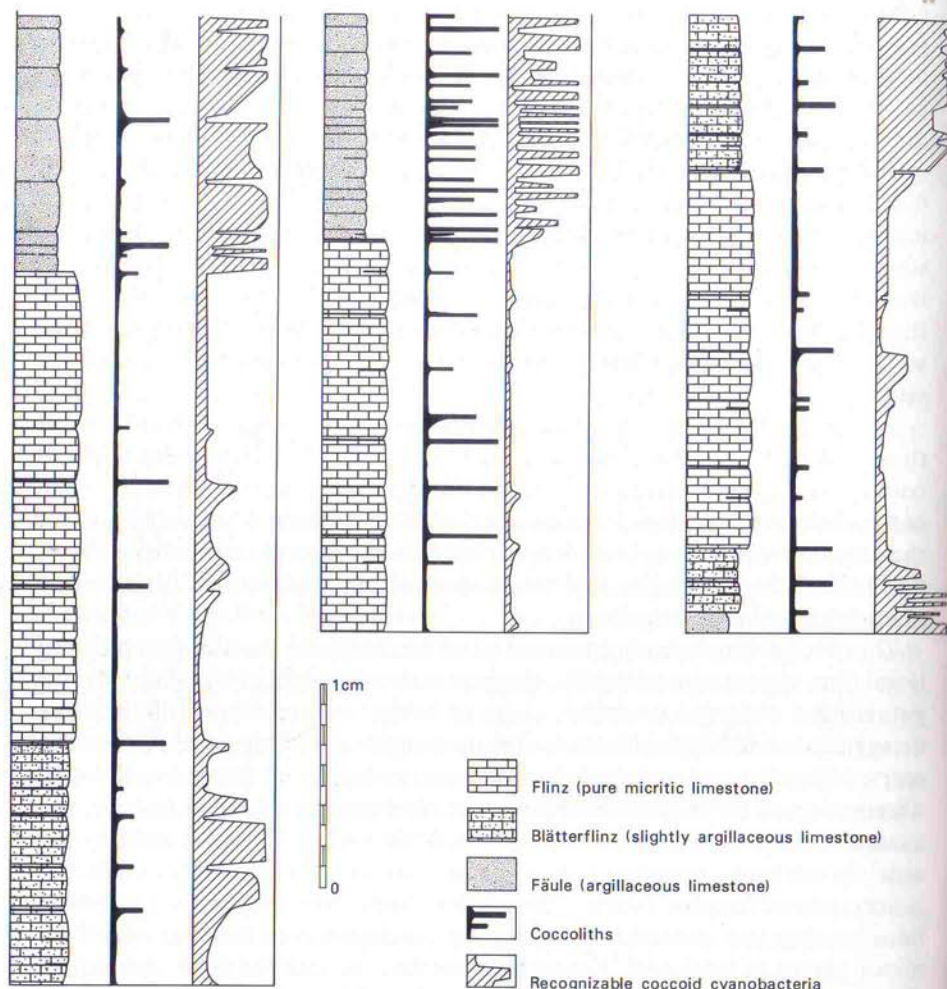 1cm
0
Flinz (pure micritic limestone)
Blätterflinz (slightly argillaceous limestone)
Fäule (argillaceous limestone)
Coccoliths
Recognizable coccoid cyanobacteria